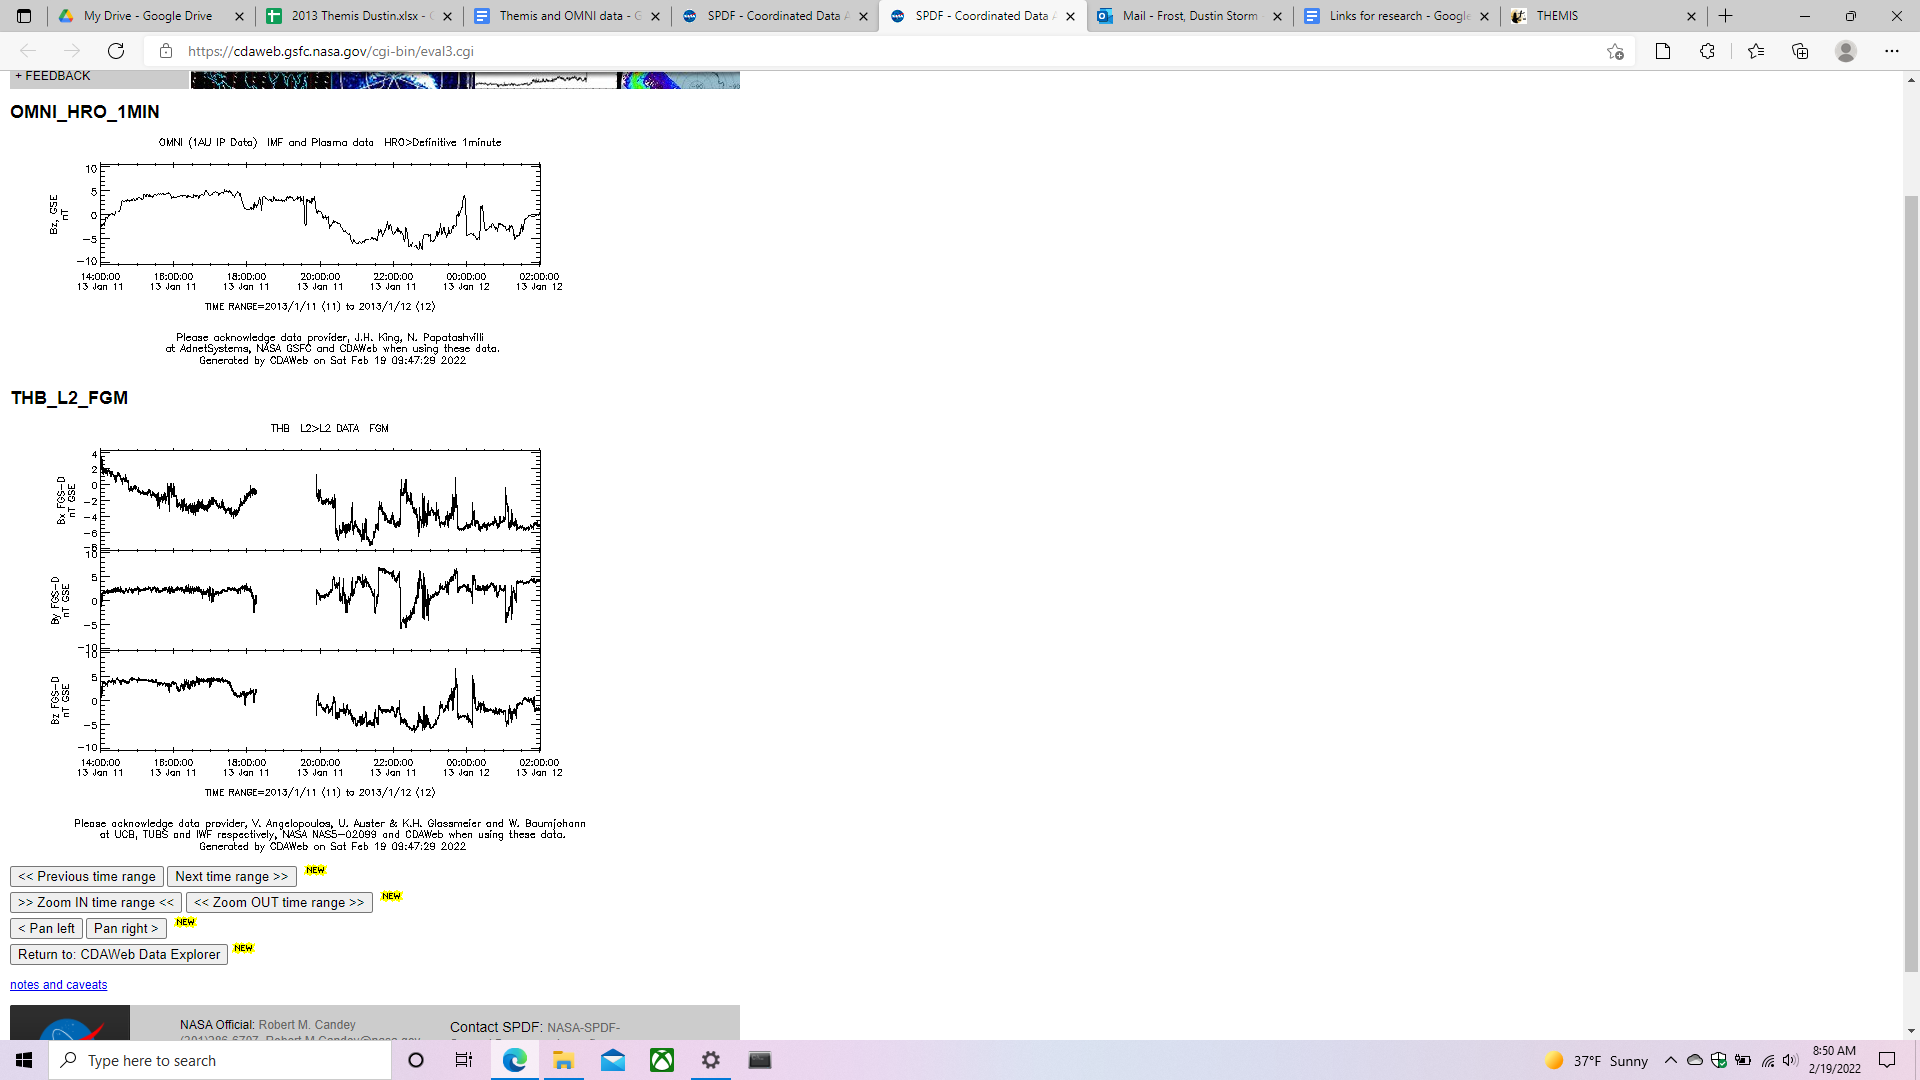 My Drive - Google Drive
2013 Themis Dustin.xlsx - G
Themis and OMNI data - G
SPDF - Coordinated Data A
SPDF - Coordinated Data A
Mail - Frost, Dustin Storm
Links for research - Google
THEMIS
https://cdaweb.gsfc.nasa.gov/cgi-bin/eval3.cgi
+ FEEDBACK
OMNI_HRO_1MIN
OMNI (1AU IP Data) IMF and Plasma data HRO>Definitive 1minute
Bz, GSE
nT
10
5
0
-5
-10
14:00:00 16:00:00 18:00:00 20:00:00 22:00:00 00:00:00 02:00:00
13 Jan 11 13 Jan 11 13 Jan 11 13 Jan 11 13 Jan 11 13 Jan 12 13 Jan 12
TIME RANGE=2013/1/11 (11) to 2013/1/12 (12)
Please acknowledge data provider, J.H. King, N. Papatashvilli
at AdnetSystems, NASA GSFC and CDAWeb when using these data.
Generated by CDAWeb on Sat Feb 19 09:47:29 2022
THB_L2_FGM
THB L2>L2 DATA FGM
Bx FGS-D
nT GSE
4
2
0
-2
-4
-6
-8
By FGS-D
nT GSE
10
5
0
-5
-10
Bz FGS-D
nT GSE
10
5
0
-5
-10
14:00:00 16:00:00 18:00:00 20:00:00 22:00:00 00:00:00 02:00:00
13 Jan 11 13 Jan 11 13 Jan 11 13 Jan 11 13 Jan 11 13 Jan 12 13 Jan 12
TIME RANGE=2013/1/11 (11) to 2013/1/12 (12)
Please acknowledge data provider, V. Angelopoulos, U. Auster & K.H. Glassmeier and W. Baumjohann
at UCB, TUBS and IWF respectively, NASA NAS5-02099 and CDAWeb when using these data.
Generated by CDAWeb on Sat Feb 19 09:47:29 2022
<< Previous time range Next time range >> NEW
>> Zoom IN time range << << Zoom OUT time range >> NEW
< Pan left Pan right > NEW
Return to: CDAWeb Data Explorer NEW
notes and caveats
NASA Official: Robert M. Candey
Contact SPDF: NASA-SPDF-
(301)286-6707, Robert.M.Candey@nasa.gov
Type here to search
37°F Sunny
8:50 AM
2/19/2022